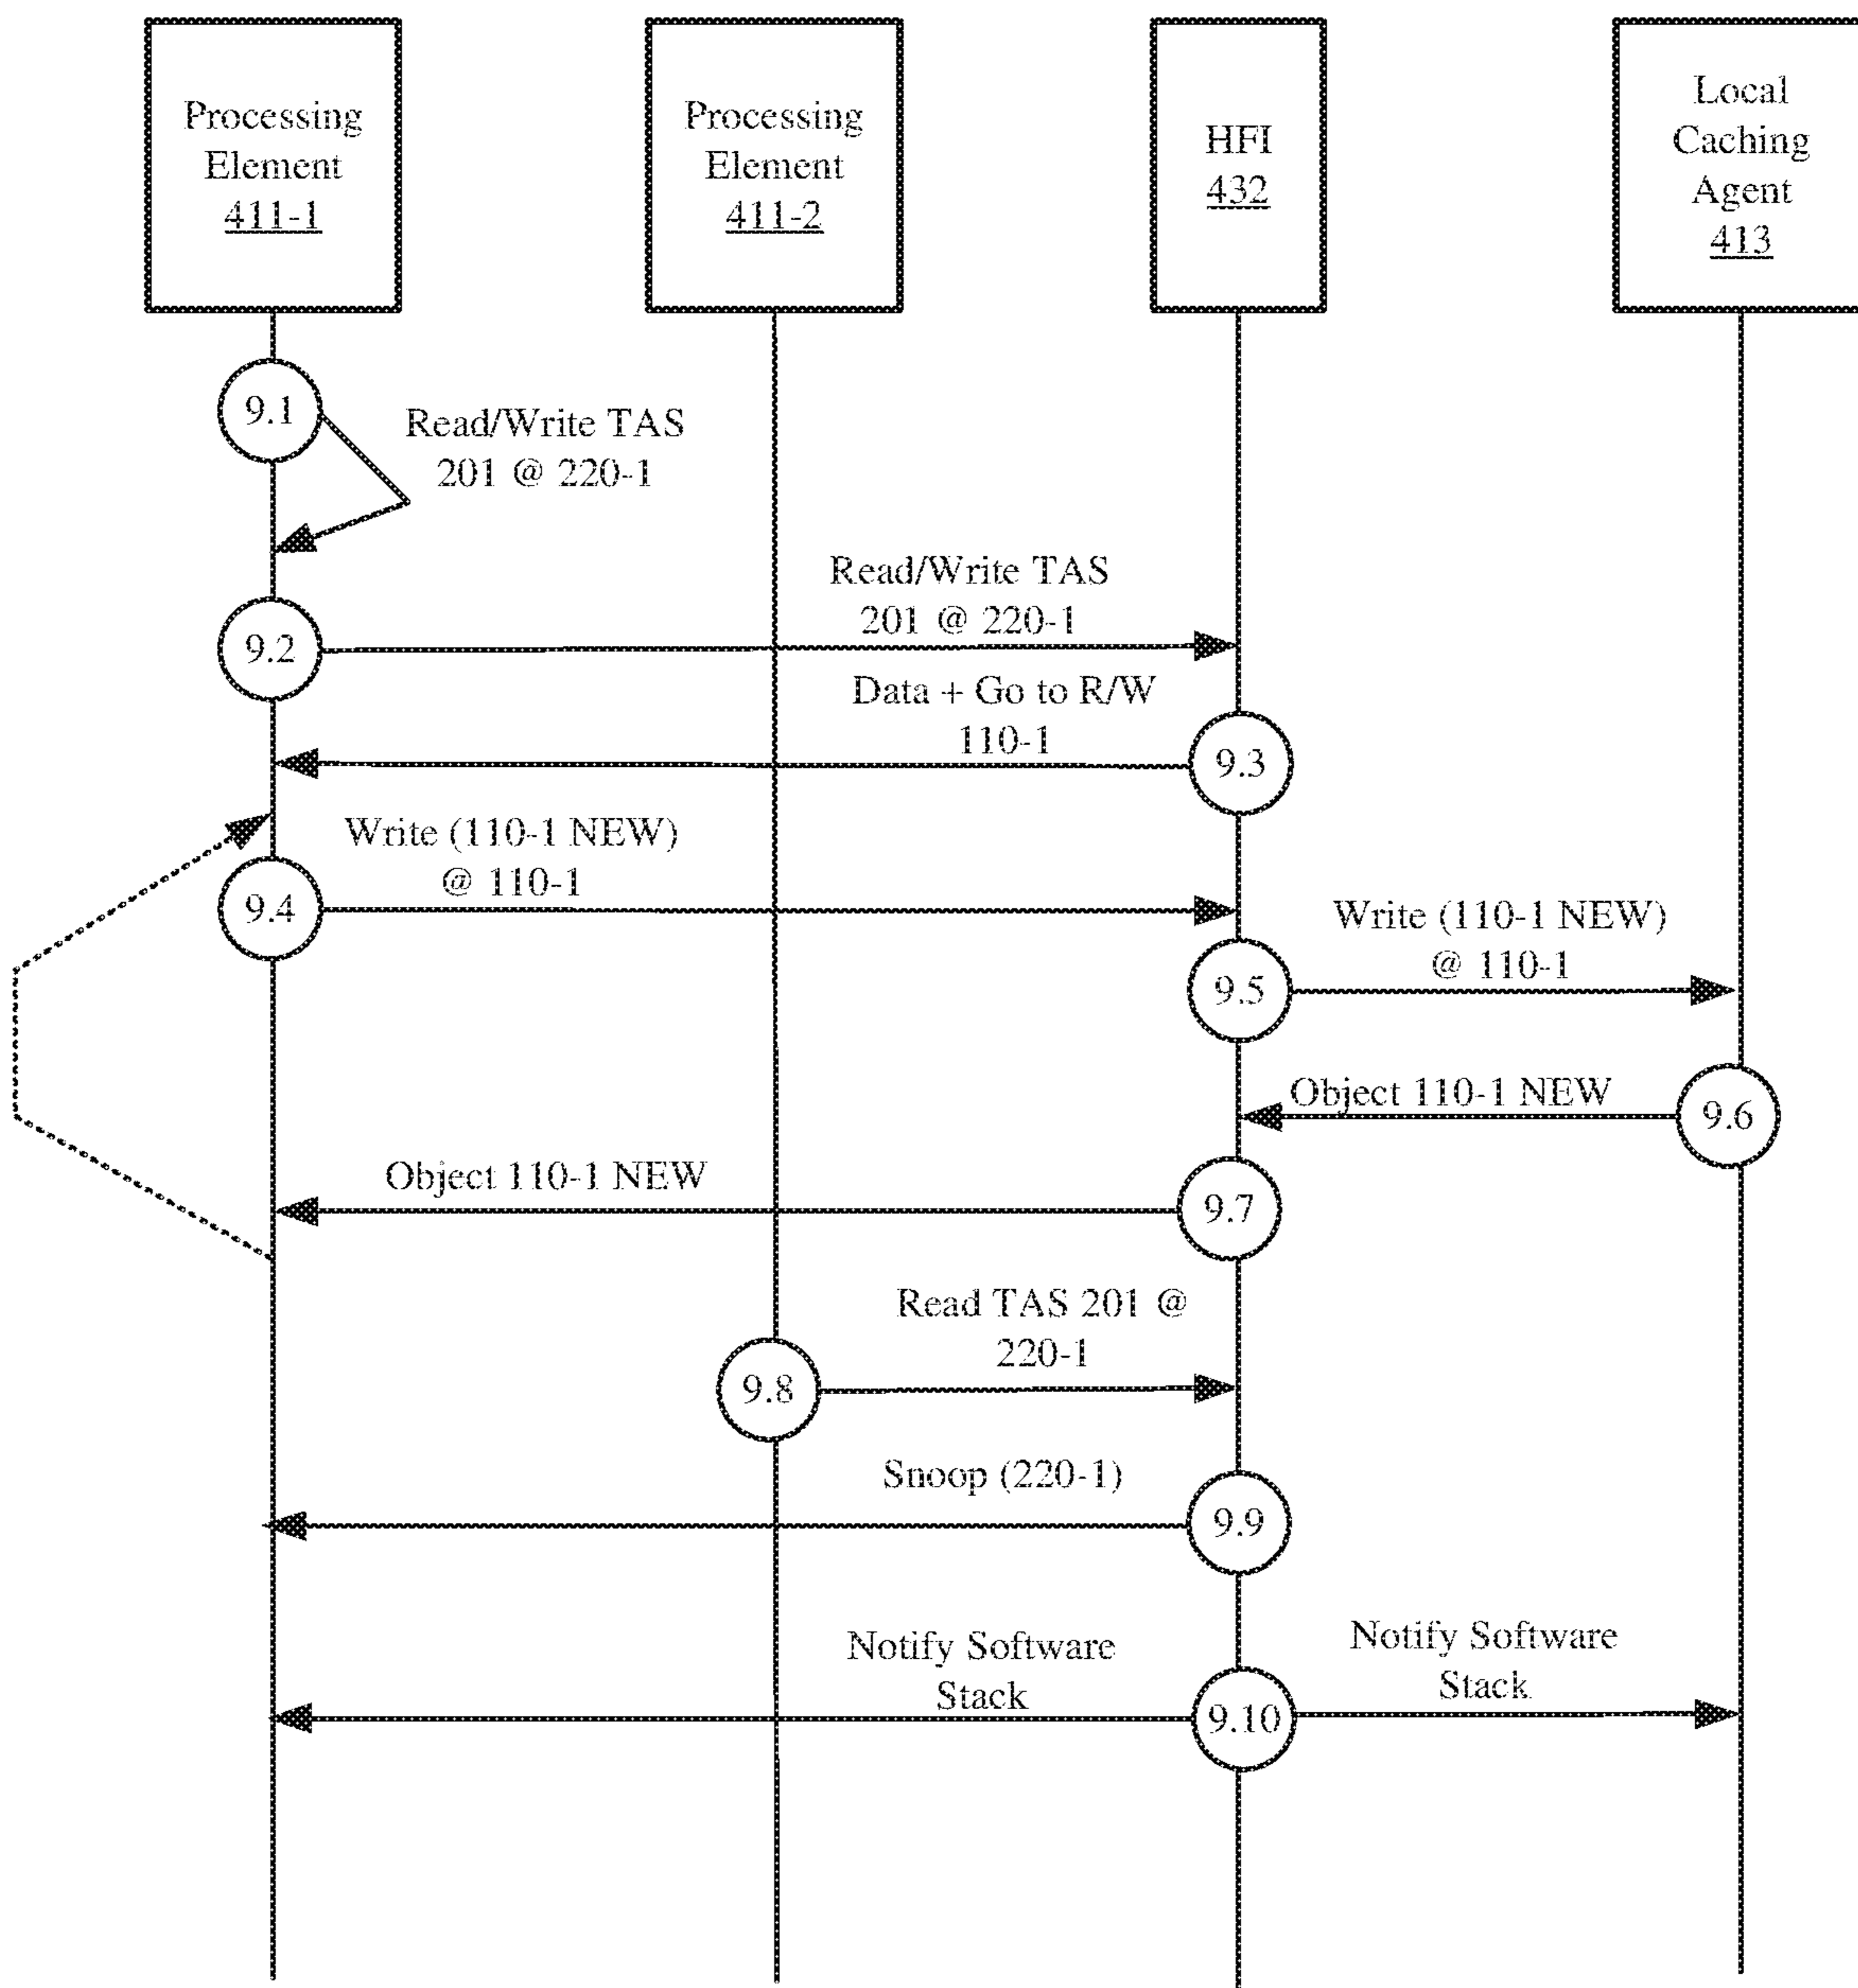 Processing
Element
411-1
Processing
Element
411-2
HFI
432
Local
Caching
Agent
413
9.1
Read/Write TAS
201 @ 220-1
Read/Write TAS
201 @ 220-1
9.2
Data + Go to R/W
110-1
9.3
Write (110-1 NEW)
@ 110-1
9.4
Write (110-1 NEW)
@ 110-1
9.5
Object 110-1 NEW
9.6
Object 110-1 NEW
9.7
Read TAS 201 @
220-1
9.8
Snoop (220-1)
9.9
Notify Software
Stack
9.10
Notify Software
Stack